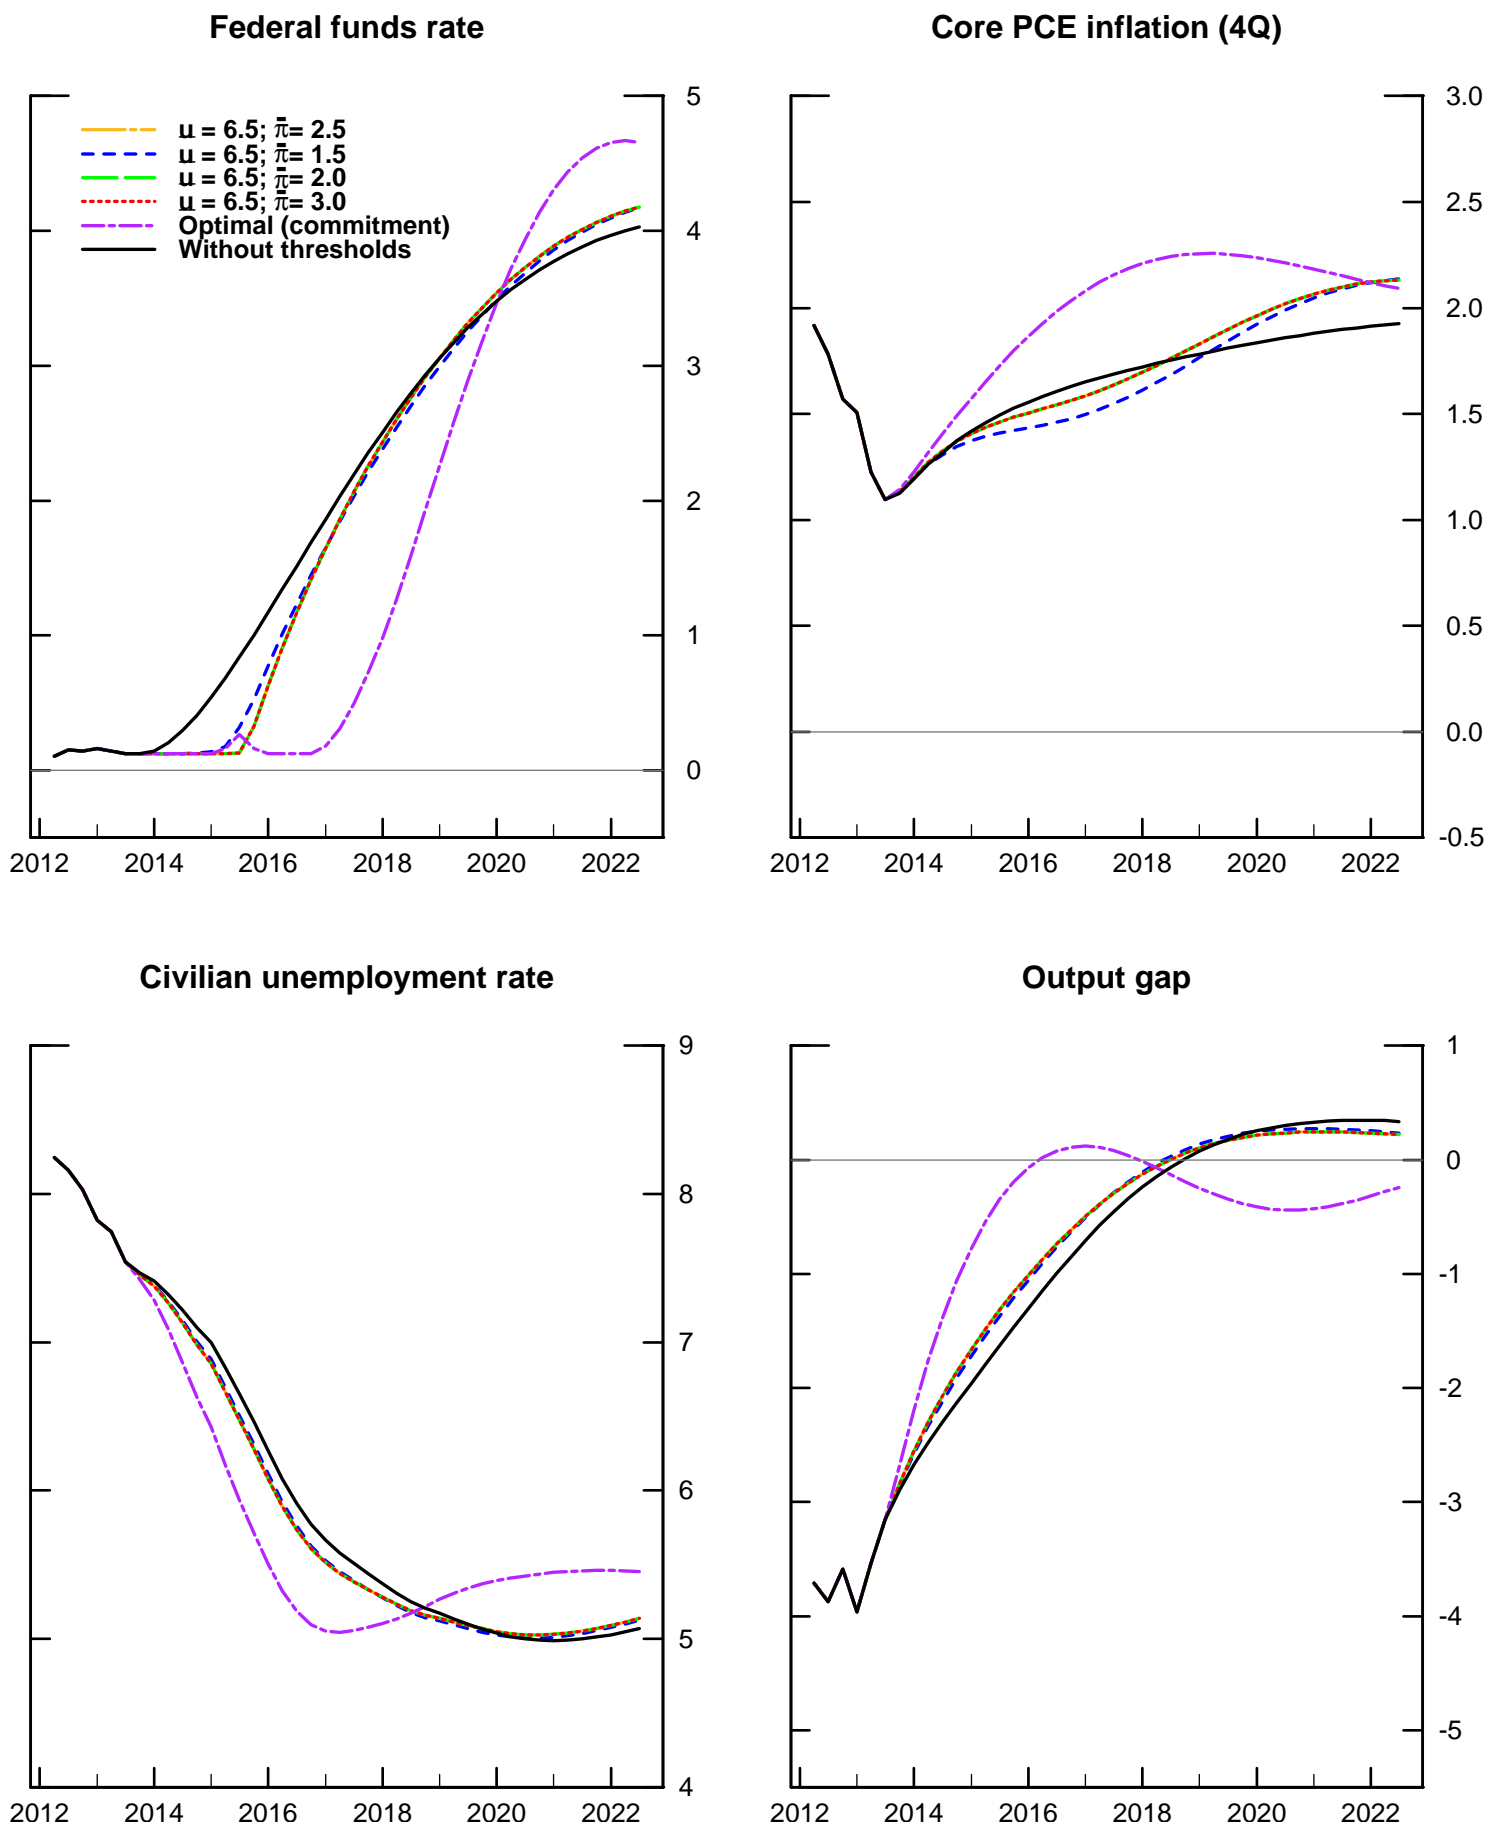 Federal funds rate
5
4
3
2
1
0
μ = 6.5; π̄= 2.5
μ = 6.5; π̄= 1.5
μ = 6.5; π̄= 2.0
μ = 6.5; π̄= 3.0
Optimal (commitment)
Without thresholds
2012 2014 2016 2018 2020 2022
Core PCE inflation (4Q)
3.0
2.5
2.0
1.5
1.0
0.5
0.0
-0.5
2012 2014 2016 2018 2020 2022
Civilian unemployment rate
9
8
7
6
5
4
2012 2014 2016 2018 2020 2022
Output gap
1
0
-1
-2
-3
-4
-5
2012 2014 2016 2018 2020 2022